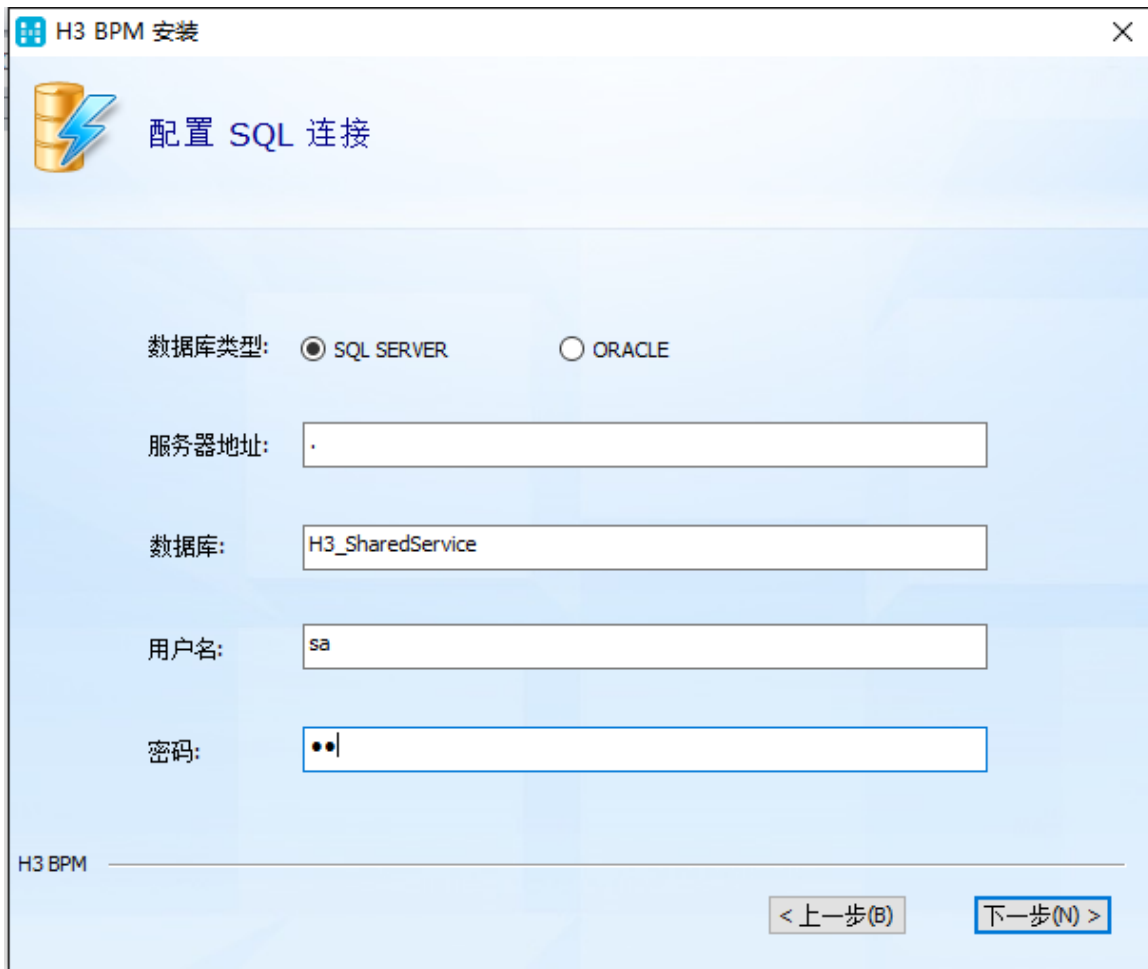 H3 BPM 安装
配置 SQL 连接
数据库类型: SQL SERVER ORACLE
服务器地址: .
数据库: H3_SharedService
用户名: sa
密码: ●●
H3 BPM
< 上一步(B) 下一步(N) >